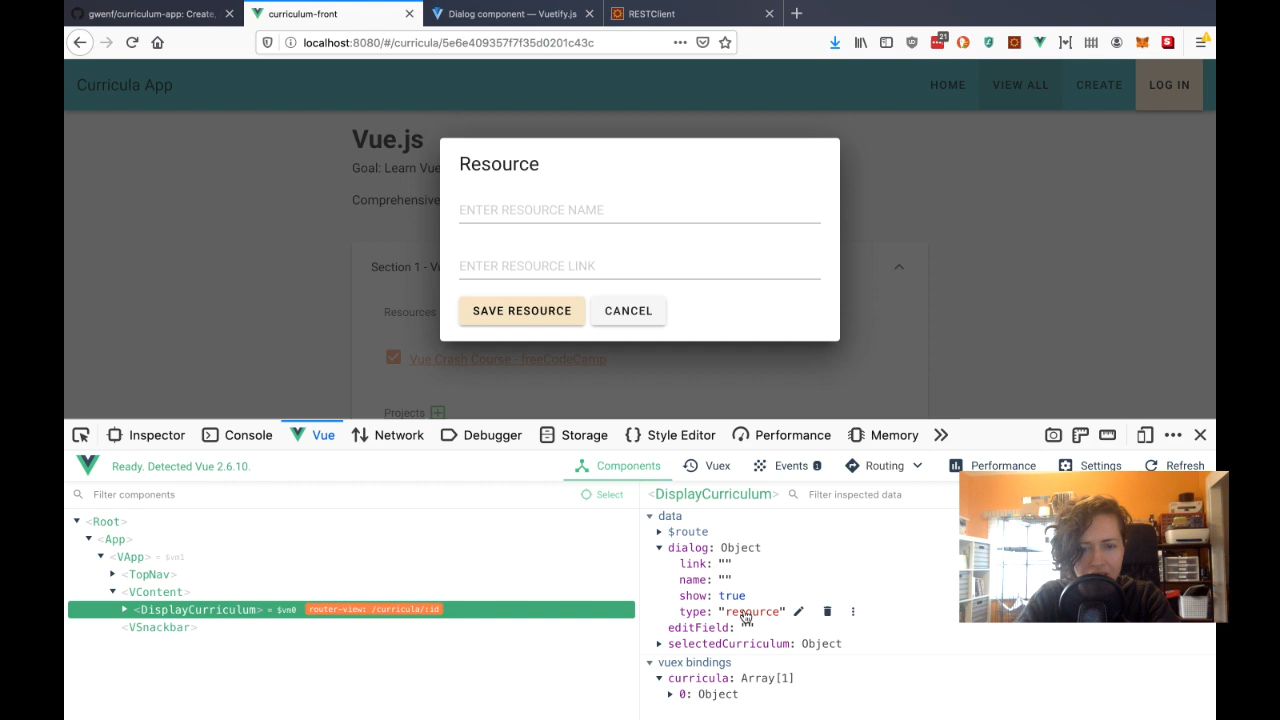 gwenf/curriculum-app: Create,
curriculum-front
Dialog component — Vuetify.js
RESTClient
localhost:8080/#/curricula/5e6e409357f7f35d0201c43c
21
Curricula App
HOME
VIEW ALL
CREATE
LOG IN
Vue.js
Goal: Learn Vue
Comprehensive
Resource
ENTER RESOURCE NAME
ENTER RESOURCE LINK
SAVE RESOURCE
CANCEL
Section 1 - Vu
Resources
Vue Crash Course - freeCodeCamp
Projects
Inspector
Console
Vue
Network
Debugger
Storage
Style Editor
Performance
Memory
Ready. Detected Vue 2.6.10.
Components
Vuex
Events 8
Routing
Performance
Settings
Refresh
Filter components
Select
<DisplayCurriculum>
Filter inspected data
<Root>
<App>
<VApp> = $vm1
<TopNav>
<VContent>
<DisplayCurriculum> = $vm0 router-view: /curricula/:id
<VSnackbar>
data
$route
dialog: Object
link: ""
name: ""
show: true
type: "resource"
editField: ""
selectedCurriculum: Object
vuex bindings
curricula: Array[1]
0: Object